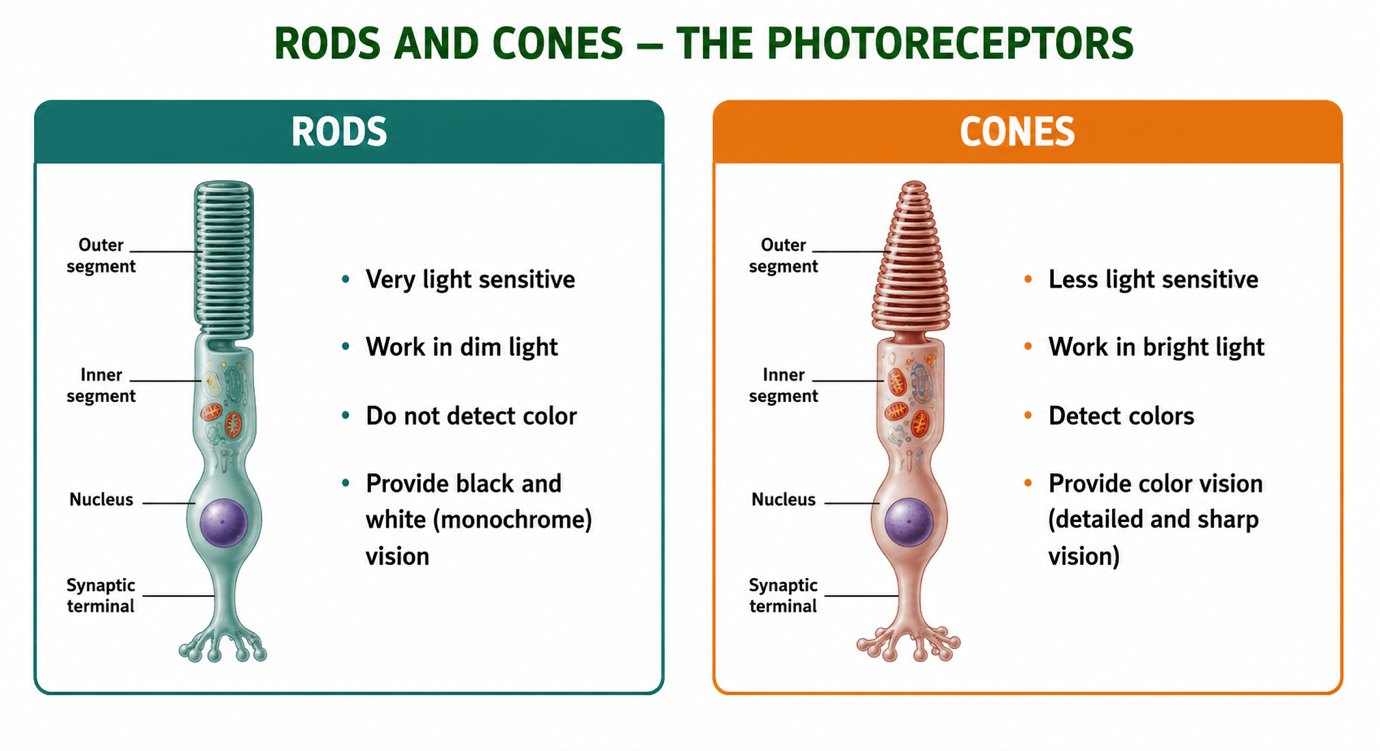 RODS AND CONES – THE PHOTORECEPTORS
RODS
Outer
segment
Inner
segment
Nucleus
Synaptic
terminal
• Very light sensitive
• Work in dim light
• Do not detect color
• Provide black and
white (monochrome)
vision
CONES
Outer
segment
Inner
segment
Nucleus
Synaptic
terminal
• Less light sensitive
• Work in bright light
• Detect colors
• Provide color vision
(detailed and sharp
vision)